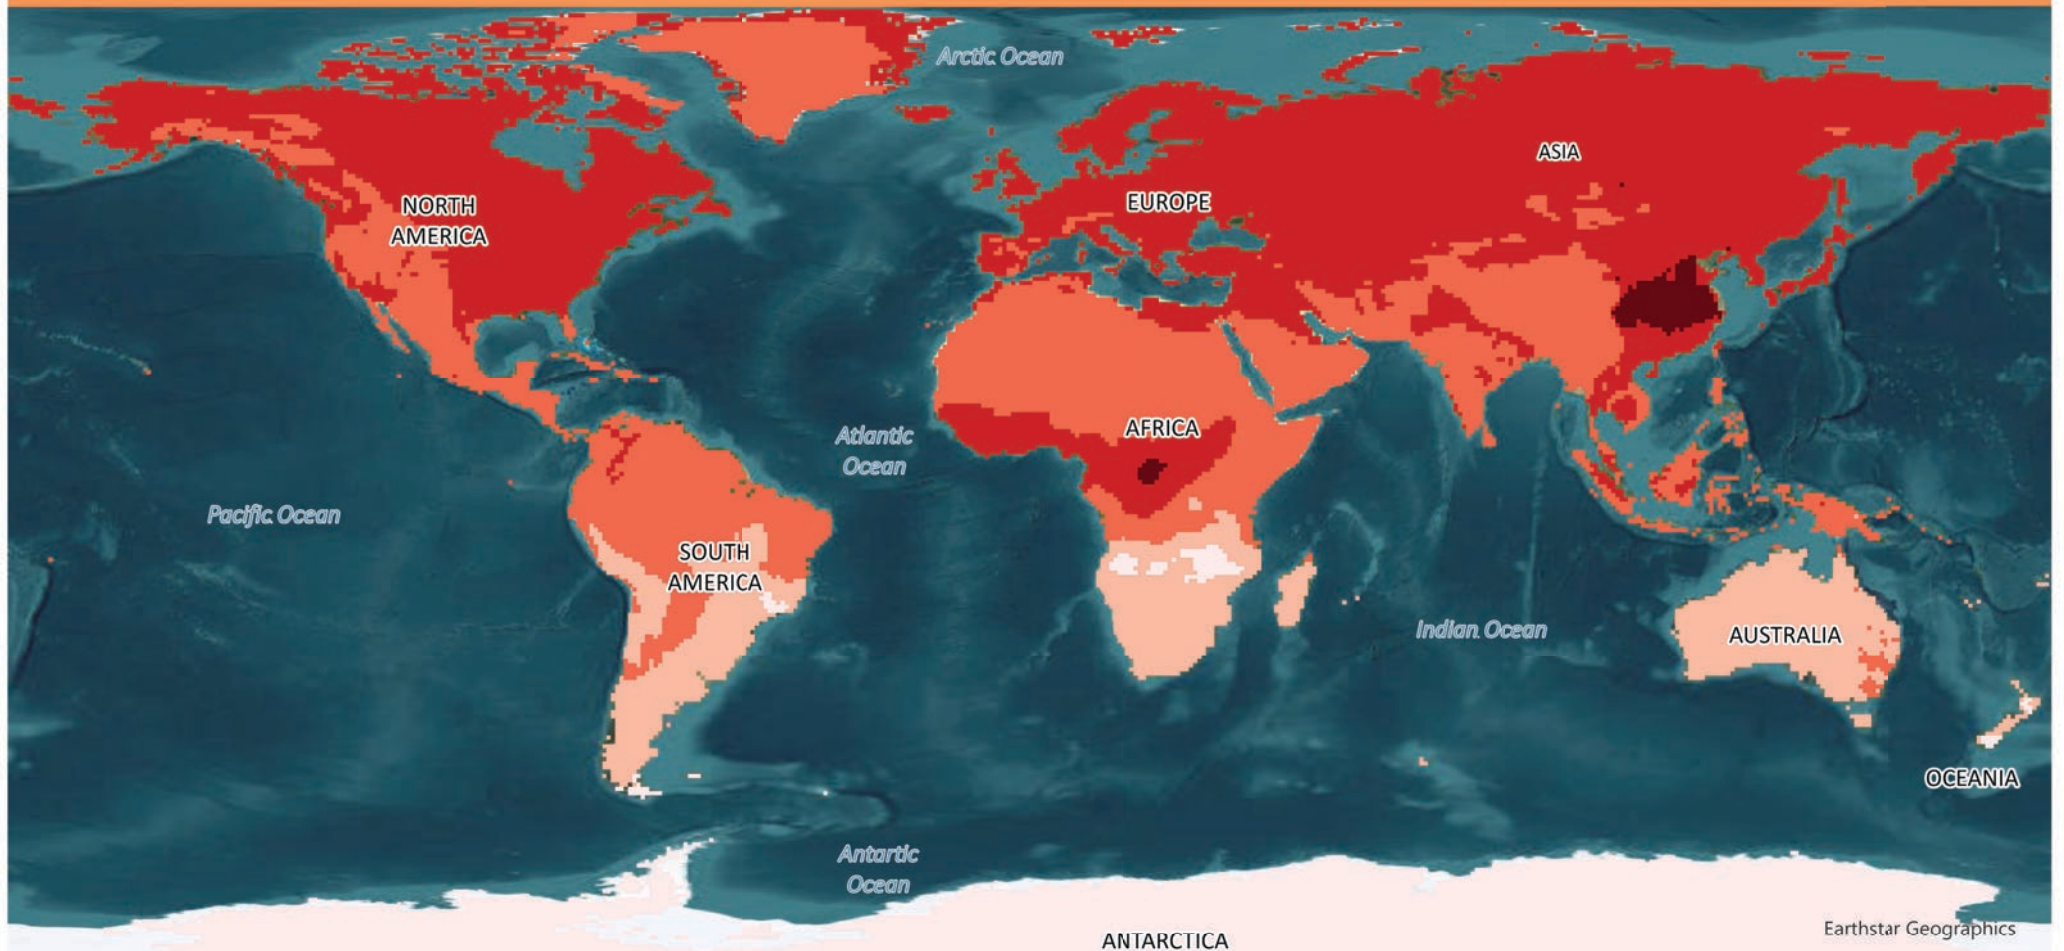 Arctic Ocean
ASIA
EUROPE
NORTH
AMERICA
AFRICA
Atlantic
Ocean
Pacific Ocean
SOUTH
AMERICA
Indian Ocean
AUSTRALIA
OCEANIA
Antartic
Ocean
Earthstar Geographics
ANTARCTICA